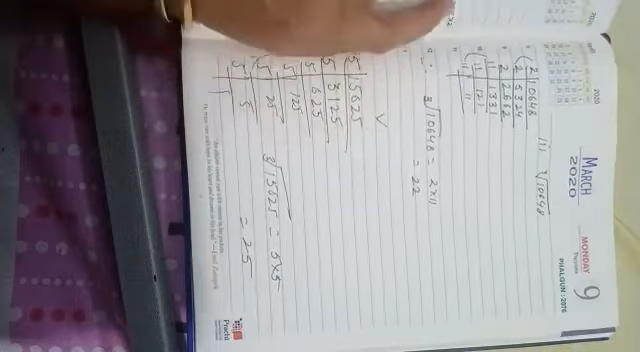 MARCH
2020
MONDAY
9
PHALGUN : 2076
2020
ii) ∛10648
2 | 10648
2 | 5324
2 | 2662
11 | 1331
11 | 121
11 | 11
∴ ∛10648 = 2×11
= 22
5 | 15625
5 | 3125
5 | 625
5 | 125
5 | 25
5 | 5
1
∛15625 = 5×5
= 25
Prachi